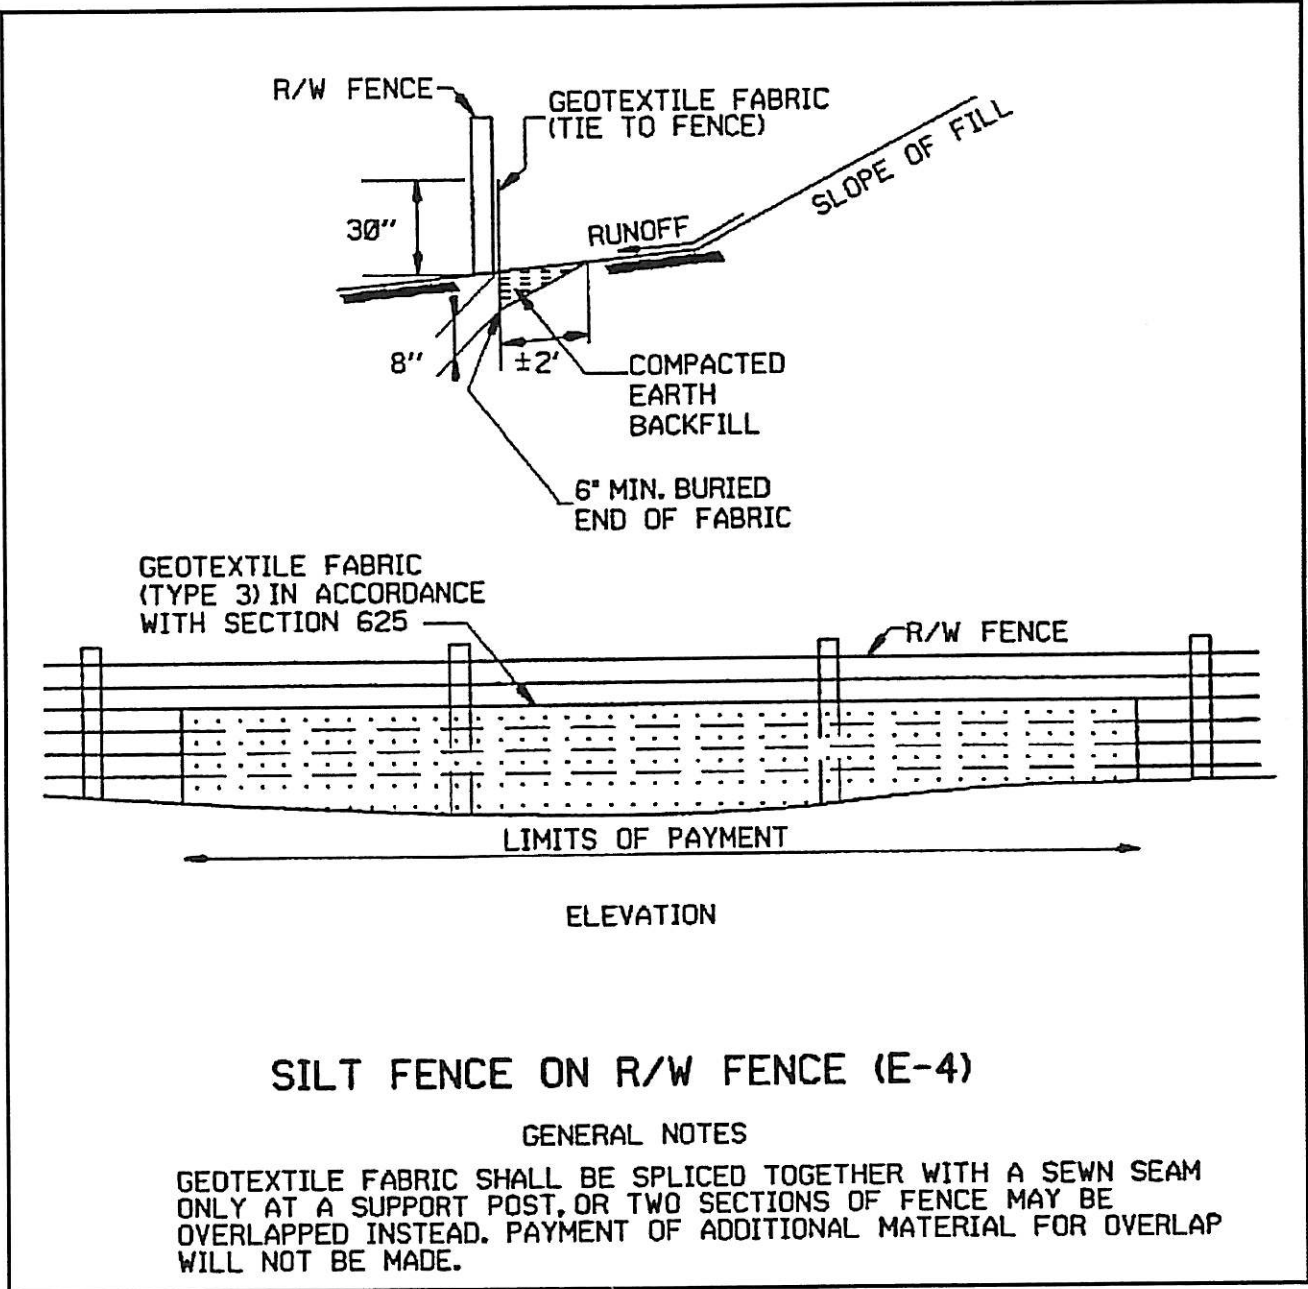 R/W FENCE
GEOTEXTILE FABRIC
(TIE TO FENCE)
SLOPE OF FILL
30"
RUNOFF
8"
±2'
COMPACTED
EARTH
BACKFILL
6" MIN. BURIED
END OF FABRIC
GEOTEXTILE FABRIC
(TYPE 3) IN ACCORDANCE
WITH SECTION 625
R/W FENCE
LIMITS OF PAYMENT
ELEVATION
SILT FENCE ON R/W FENCE (E-4)
GENERAL NOTES
GEOTEXTILE FABRIC SHALL BE SPLICED TOGETHER WITH A SEWN SEAM
ONLY AT A SUPPORT POST, OR TWO SECTIONS OF FENCE MAY BE
OVERLAPPED INSTEAD. PAYMENT OF ADDITIONAL MATERIAL FOR OVERLAP
WILL NOT BE MADE.